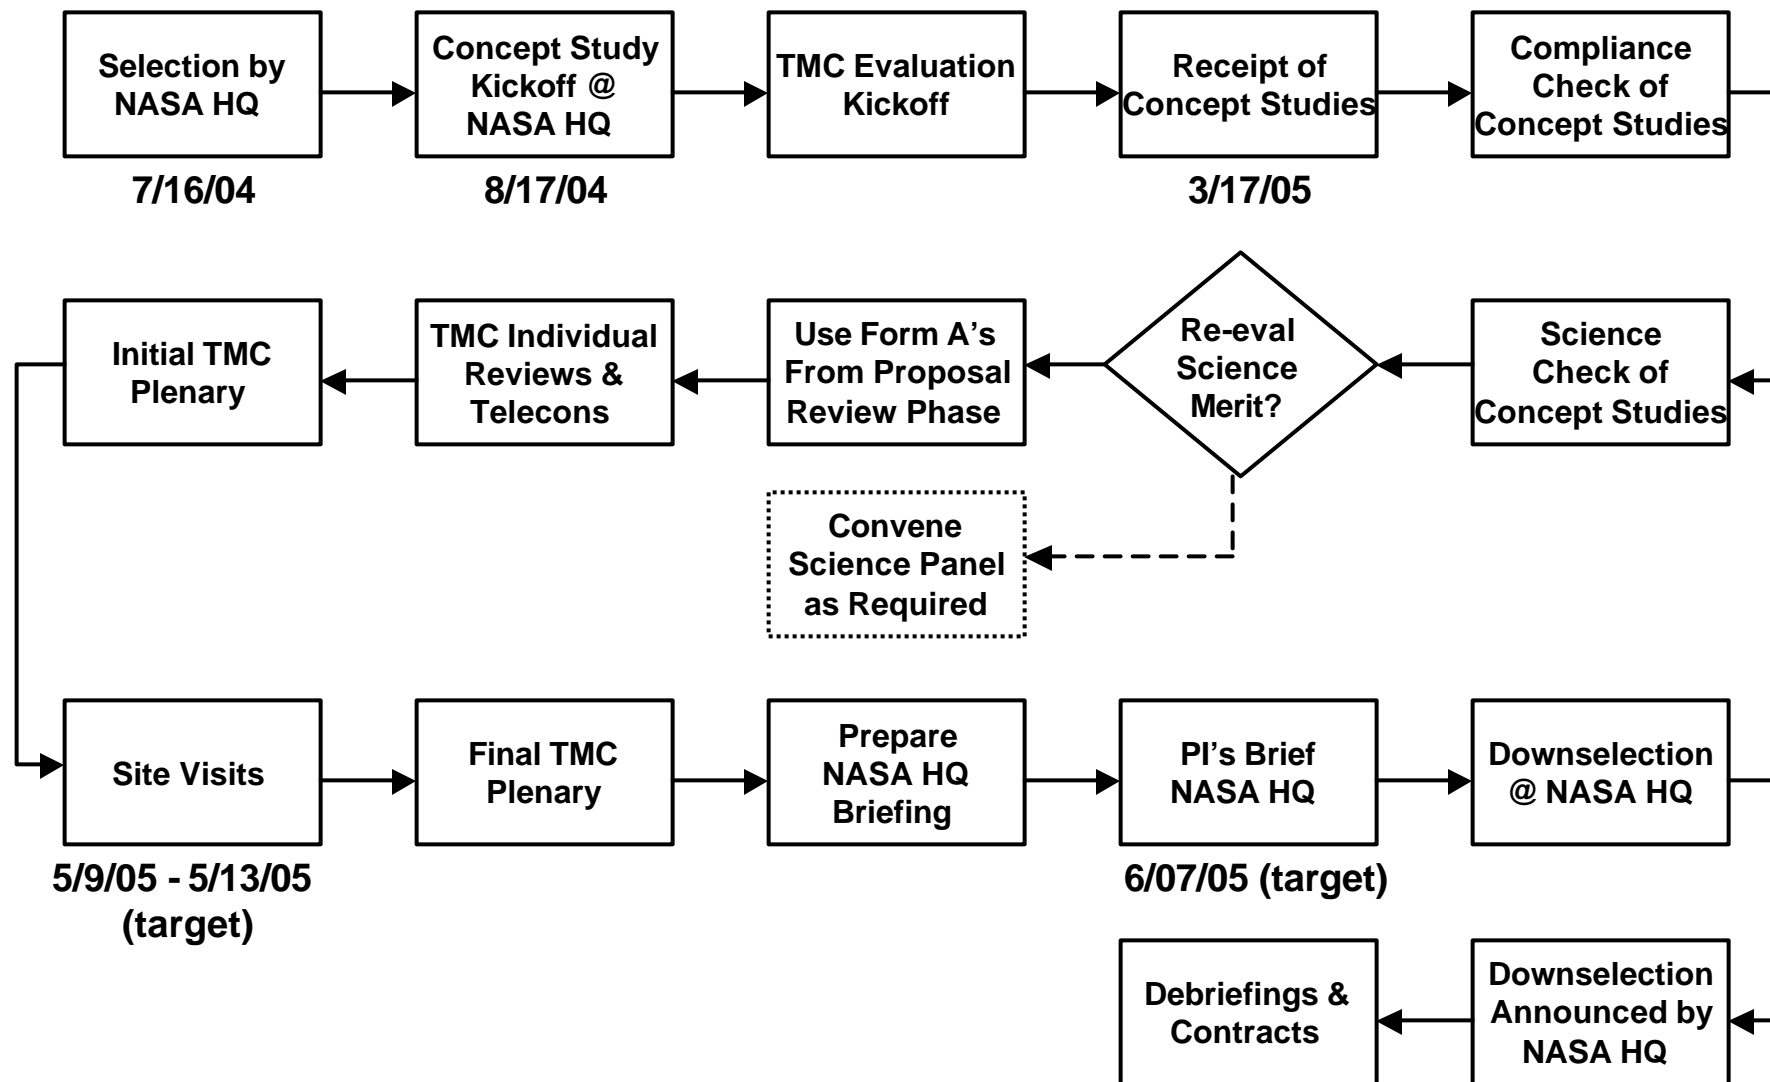 Selection by
NASA HQ
Concept Study
Kickoff @
NASA HQ
TMC Evaluation
Kickoff
Receipt of
Concept Studies
Compliance
Check of
Concept Studies
7/16/04
8/17/04
3/17/05
Initial TMC
Plenary
TMC Individual
Reviews &
Telecons
Use Form A's
From Proposal
Review Phase
Re-eval
Science
Merit?
Science
Check of
Concept Studies
Convene
Science Panel
as Required
Site Visits
Final TMC
Plenary
Prepare
NASA HQ
Briefing
PI's Brief
NASA HQ
Downselection
@ NASA HQ
5/9/05 - 5/13/05
(target)
6/07/05 (target)
Debriefings &
Contracts
Downselection
Announced by
NASA HQ